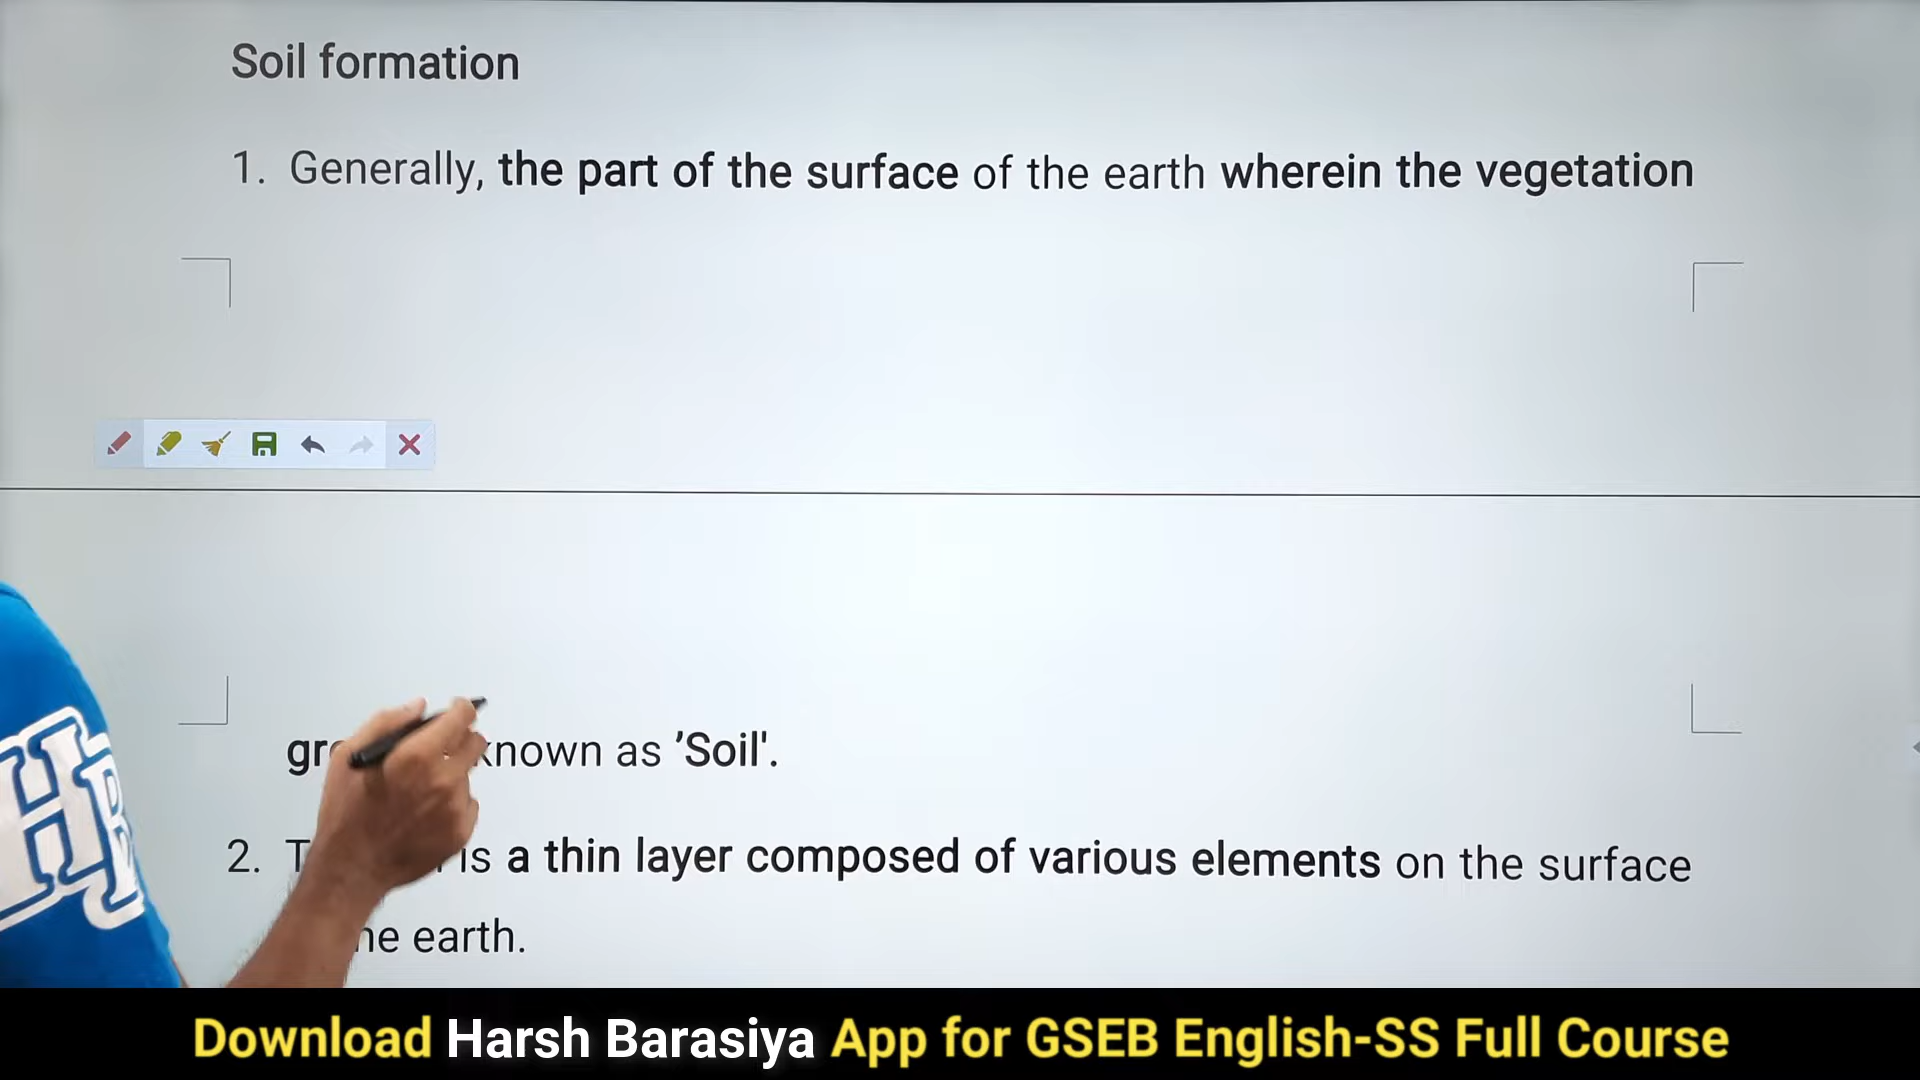 Soil formation
1. Generally, the part of the surface of the earth wherein the vegetation
known as ’Soil'.
2. is a thin layer composed of various elements on the surface
earth.
Download Harsh Barasiya App for GSEB English-SS Full Course